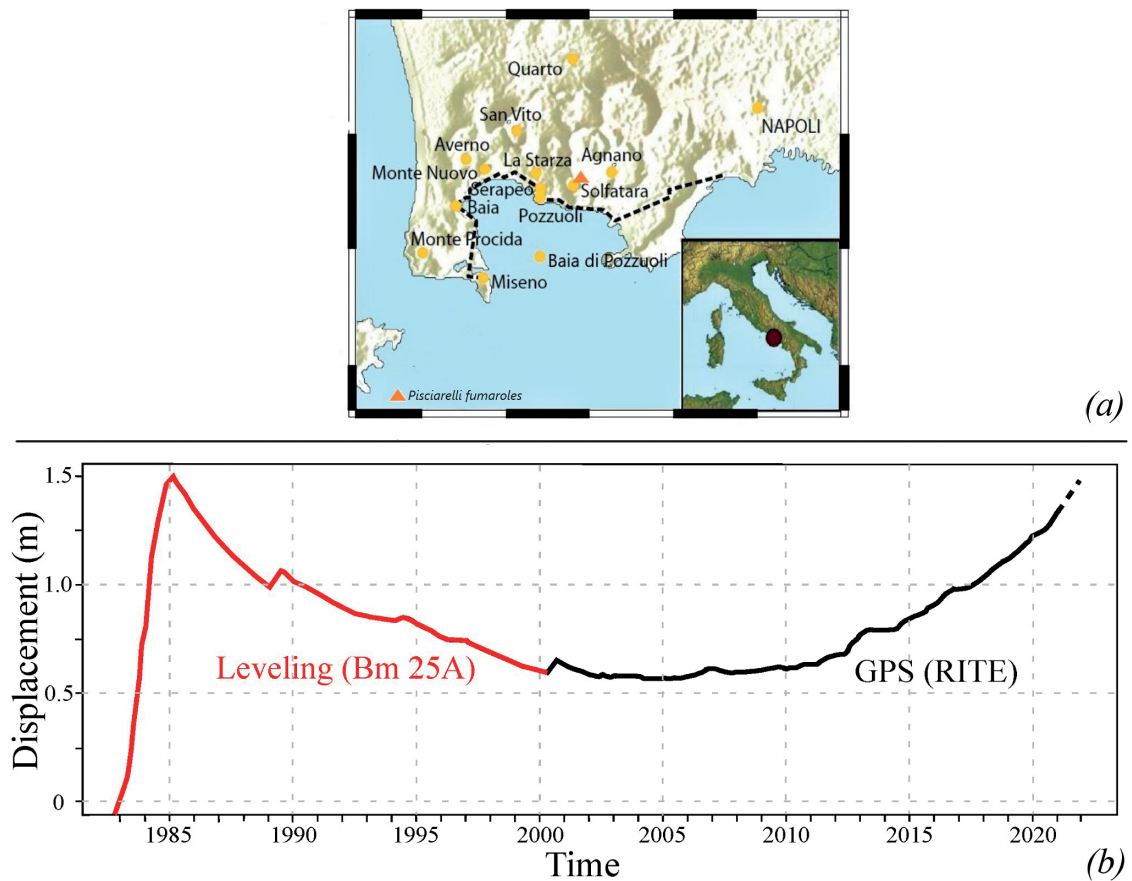 Quarto
San Vito
NAPOLI
Averno
La Starza
Agnano
Monte Nuovo
Serapeo
Solfatara
Baia
Pozzuoli
Monte Procida
Baia di Pozzuoli
Miseno
Pisciarelli fumaroles
(a)
1.5
1.0
0.5
0
Displacement (m)
Leveling (Bm 25A)
GPS (RITE)
1985 1990 1995 2000 2005 2010 2015 2020
Time
(b)